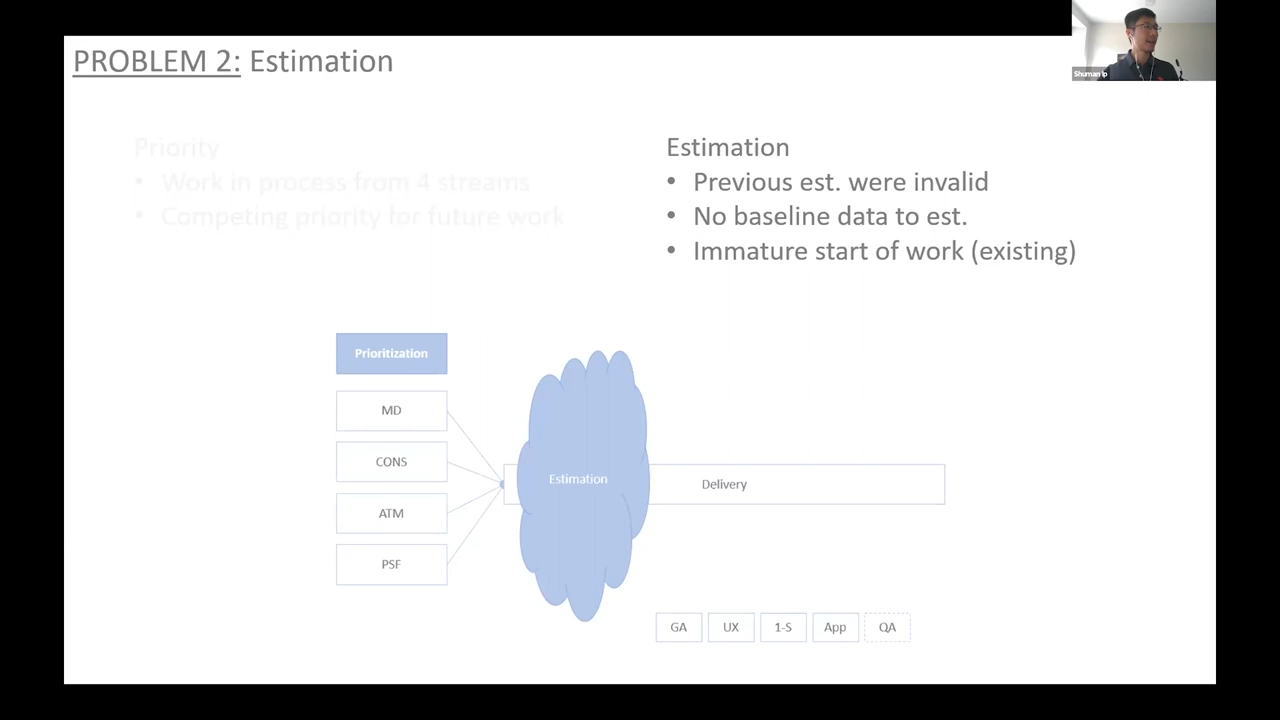 PROBLEM 2: Estimation
Shuman Ip
Priority
• Work in process from 4 streams
• Competing priority for future work
Estimation
• Previous est. were invalid
• No baseline data to est.
• Immature start of work (existing)
Prioritization
MD
CONS
ATM
PSF
Estimation
Delivery
GA
UX
1-S
App
QA